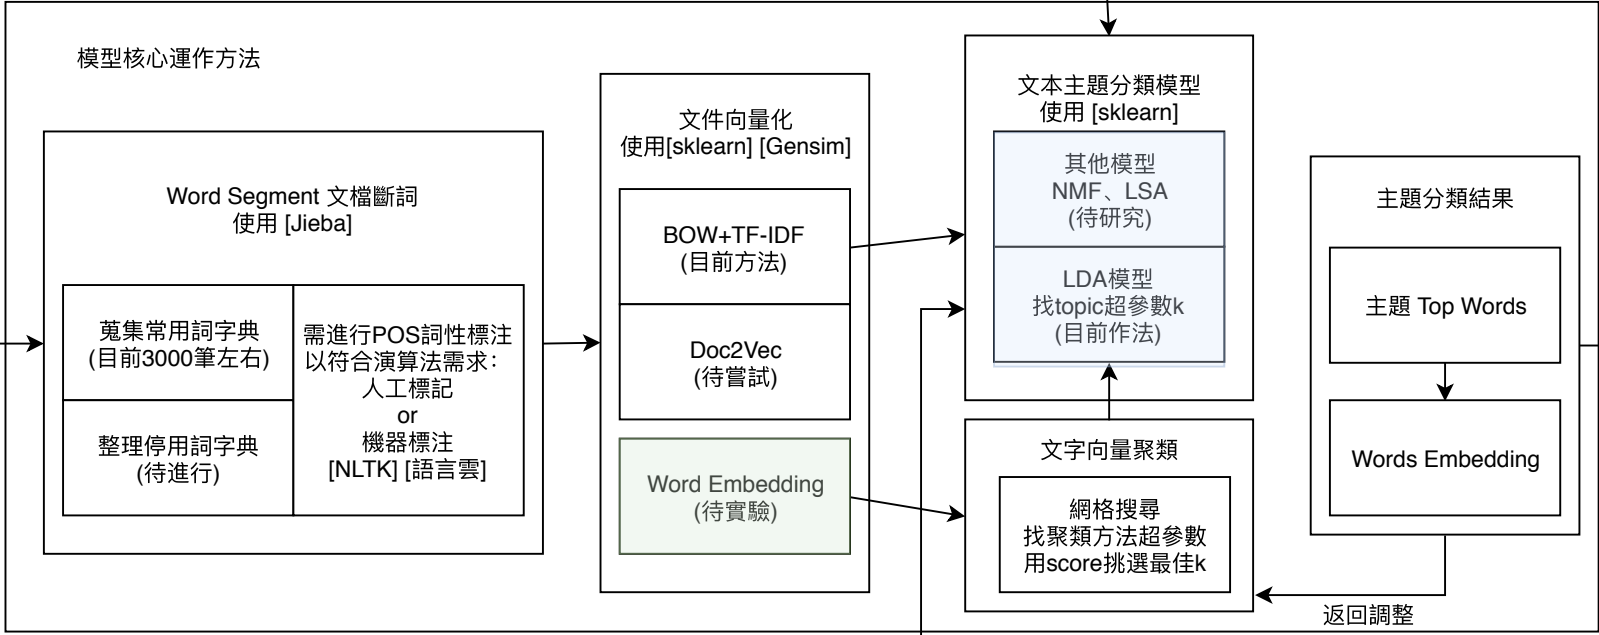 模型核心運作方法
Word Segment 文檔斷詞
使用 [Jieba]
蒐集常用詞字典
(目前3000筆左右)
整理停用詞字典
(待進行)
需進行POS詞性標注
以符合演算法需求：
人工標記
or
機器標注
[NLTK] [語言雲]
文件向量化
使用[sklearn] [Gensim]
BOW+TF-IDF
(目前方法)
Doc2Vec
(待嘗試)
Word Embedding
(待實驗)
文本主題分類模型
使用 [sklearn]
其他模型
NMF、LSA
(待研究)
LDA模型
找topic超參數k
(目前作法)
文字向量聚類
網格搜尋
找聚類方法超參數
用score挑選最佳k
主題分類結果
主題 Top Words
Words Embedding
返回調整